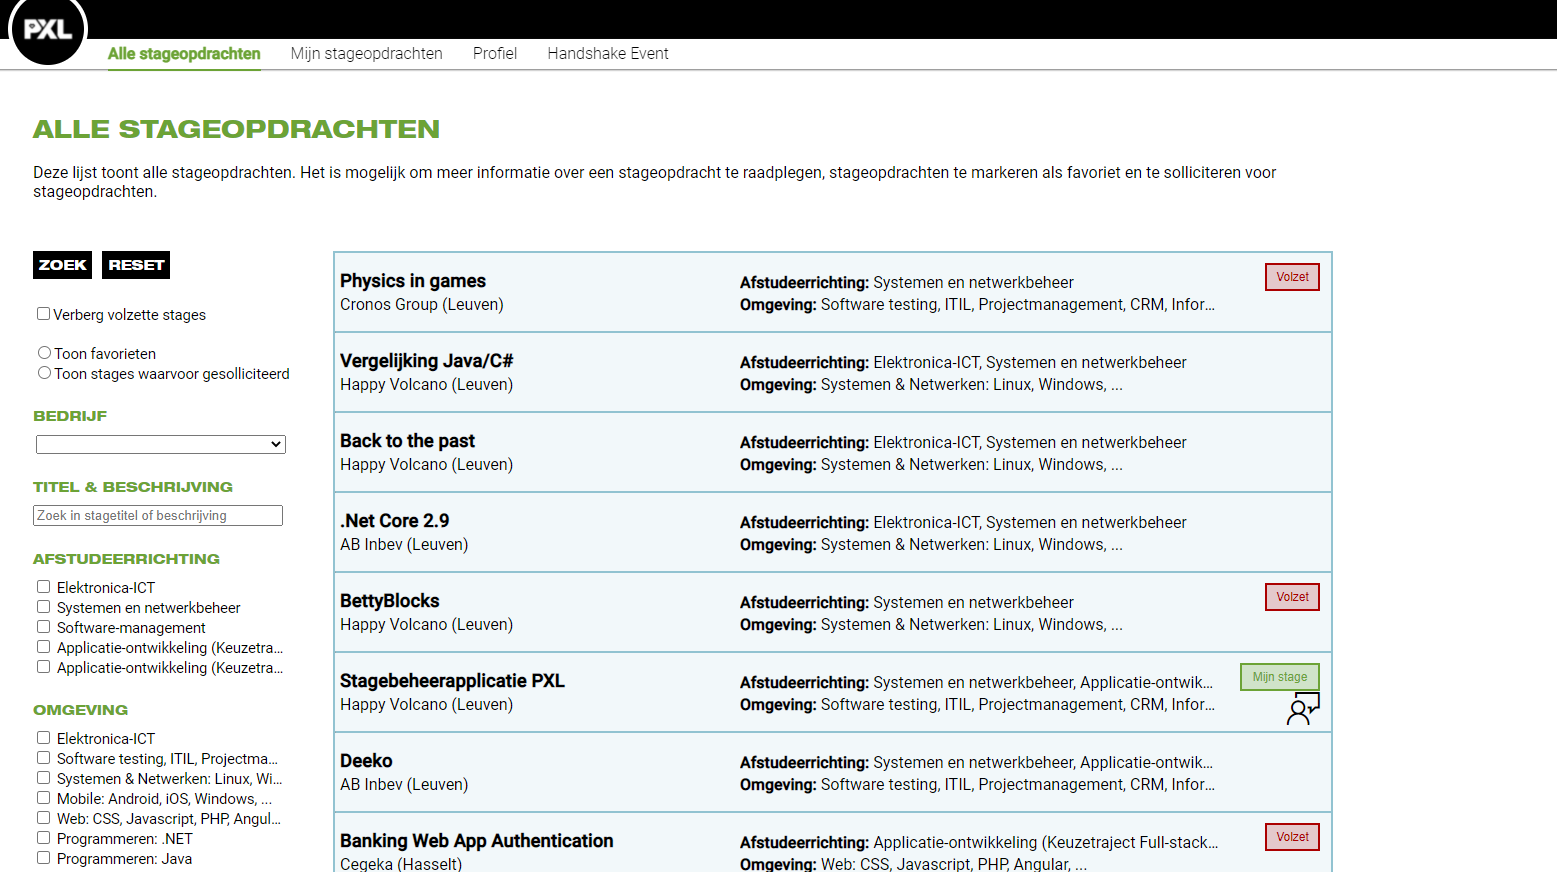 PXL
Alle stageopdrachten Mijn stageopdrachten Profiel Handshake Event
ALLE STAGEOPDRACHTEN
Deze lijst toont alle stageopdrachten. Het is mogelijk om meer informatie over een stageopdracht te raadplegen, stageopdrachten te markeren als favoriet en te solliciteren voor
stageopdrachten.
ZOEK RESET
Verberg volzette stages
Toon favorieten
Toon stages waarvoor gesolliciteerd
BEDRIJF
TITEL & BESCHRIJVING
Zoek in stagetitel of beschrijving
AFSTUDEERRICHTING
Elektronica-ICT
Systemen en netwerkbeheer
Software-management
Applicatie-ontwikkeling (Keuzetra...
Applicatie-ontwikkeling (Keuzetra...
OMGEVING
Elektronica-ICT
Software testing, ITIL, Projectma...
Systemen & Netwerken: Linux, Wi...
Mobile: Android, iOS, Windows, ...
Web: CSS, Javascript, PHP, Angul...
Programmeren: .NET
Programmeren: Java
Physics in games
Cronos Group (Leuven)
Afstudeerrichting: Systemen en netwerkbeheer
Omgeving: Software testing, ITIL, Projectmanagement, CRM, Infor...
Volzet
Vergelijking Java/C#
Happy Volcano (Leuven)
Afstudeerrichting: Elektronica-ICT, Systemen en netwerkbeheer
Omgeving: Systemen & Netwerken: Linux, Windows, ...
Back to the past
Happy Volcano (Leuven)
Afstudeerrichting: Elektronica-ICT, Systemen en netwerkbeheer
Omgeving: Systemen & Netwerken: Linux, Windows, ...
.Net Core 2.9
AB Inbev (Leuven)
Afstudeerrichting: Elektronica-ICT, Systemen en netwerkbeheer
Omgeving: Systemen & Netwerken: Linux, Windows, ...
BettyBlocks
Happy Volcano (Leuven)
Afstudeerrichting: Systemen en netwerkbeheer
Omgeving: Systemen & Netwerken: Linux, Windows, ...
Volzet
Stagebeheerapplicatie PXL
Happy Volcano (Leuven)
Afstudeerrichting: Systemen en netwerkbeheer, Applicatie-ontwik...
Omgeving: Software testing, ITIL, Projectmanagement, CRM, Infor...
Mijn stage
Deeko
AB Inbev (Leuven)
Afstudeerrichting: Systemen en netwerkbeheer, Applicatie-ontwik...
Omgeving: Software testing, ITIL, Projectmanagement, CRM, Infor...
Banking Web App Authentication
Cegeka (Hasselt)
Afstudeerrichting: Applicatie-ontwikkeling (Keuzetraject Full-stack...
Omgeving: Web: CSS, Javascript, PHP, Angular, ...
Volzet